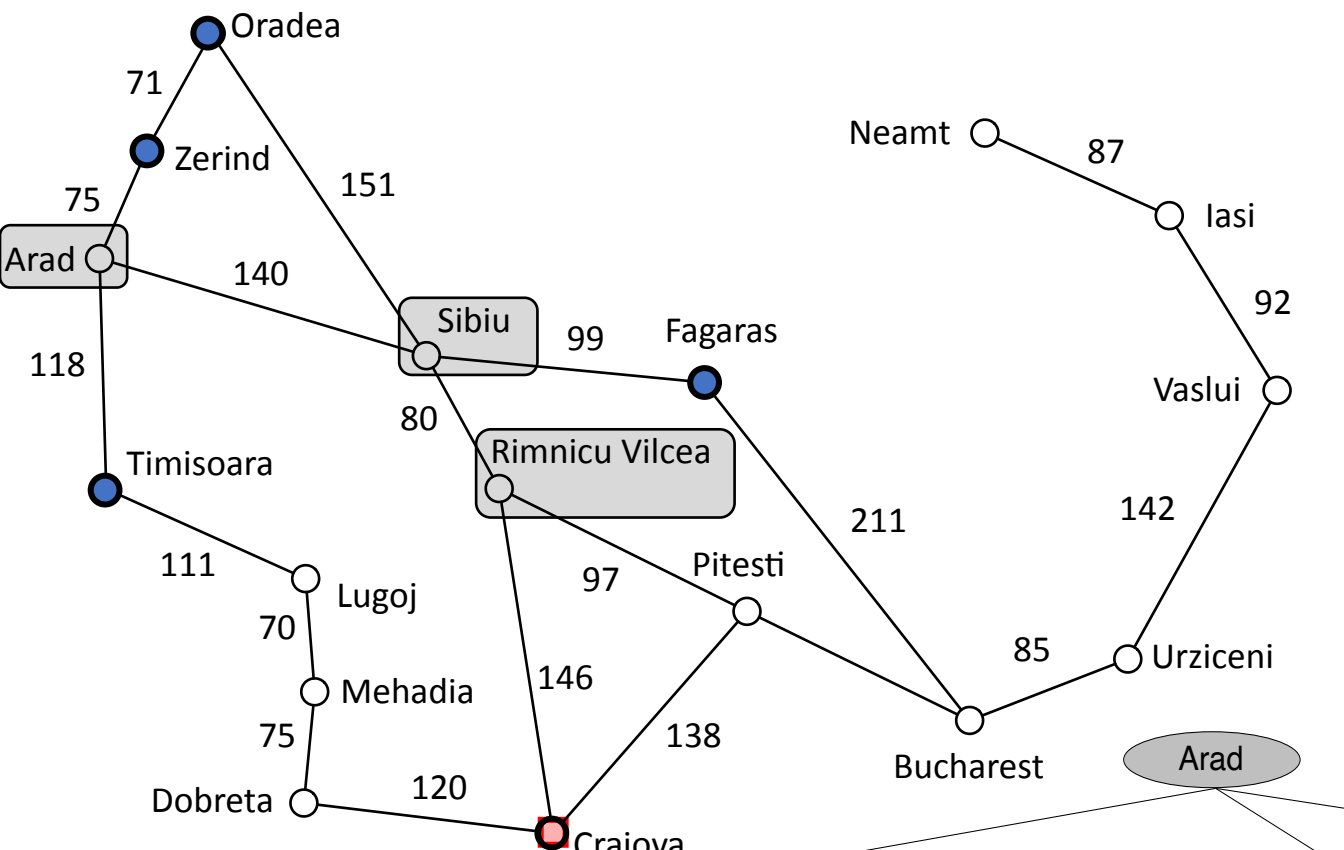 Oradea
71
Neamt
87
Zerind
151
75
Iasi
Arad
140
92
Sibiu
99
Fagaras
118
Vaslui
80
Rimnicu Vilcea
Timisoara
142
211
111
97
Pitesti
Lugoj
70
85
Urziceni
146
Mehadia
75
138
Bucharest
Arad
120
Dobreta
Craiova